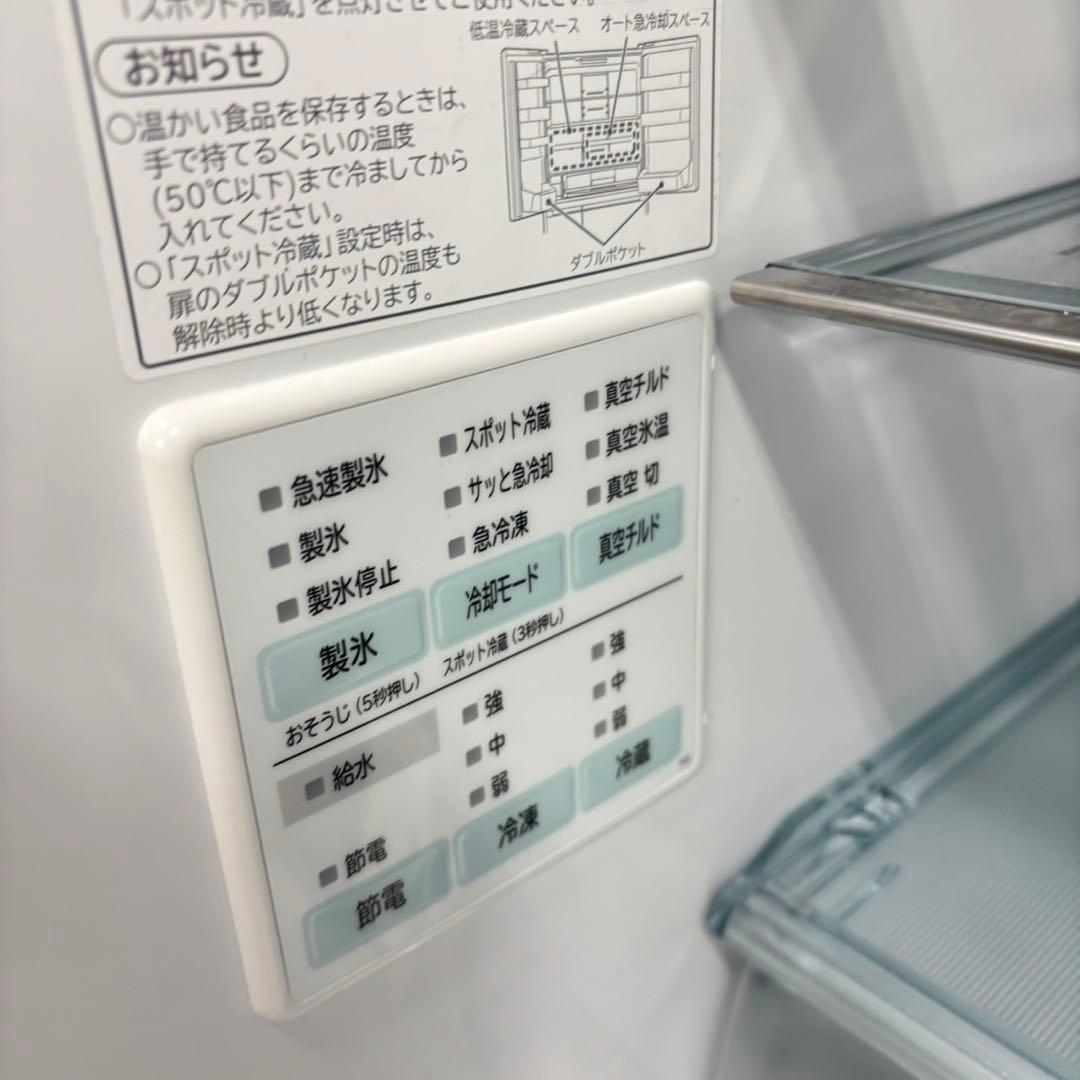 「スポット冷蔵」を点灯させてご使用ください。
お知らせ
○温かい食品を保存するときは、
手で持てるくらいの温度
(50℃以下)まで冷ましてから
入れてください。
○「スポット冷蔵」設定時は、
扉のダブルポケットの温度も
解除時より低くなります。
低温冷蔵スペース
オート急冷却スペース
ダブルポケット
急速製氷
製氷
製氷停止
製氷
おそうじ(5秒押し)
スポット冷蔵
サッと急冷却
急冷凍
冷却モード
スポット冷蔵(3秒押し)
真空チルド
真空氷温
真空 切
真空チルド
給水
節電
節電
強
中
弱
冷凍
強
中
弱
冷蔵